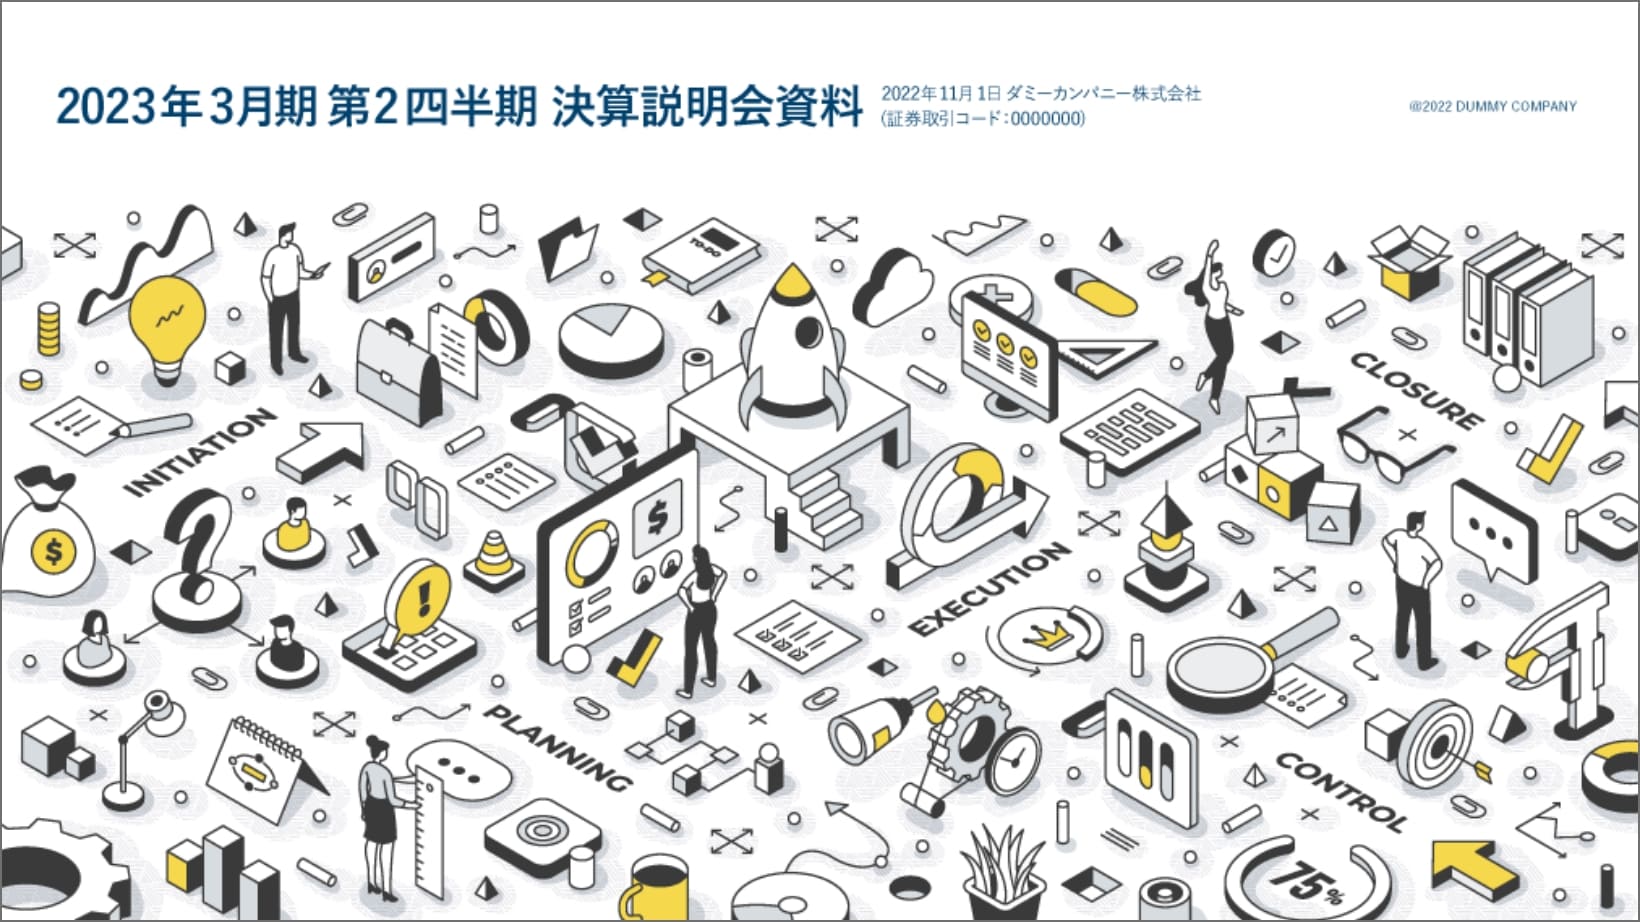 2023年3月期 第2四半期 決算説明会資料
2022年11月1日 ダミーカンパニー株式会社
(証券取引コード:0000000)
@2022 DUMMY COMPANY
TO-DO
CLOSURE
INITIATION
$
$
!
?
EXECUTION
PLANNING
CONTROL
75%